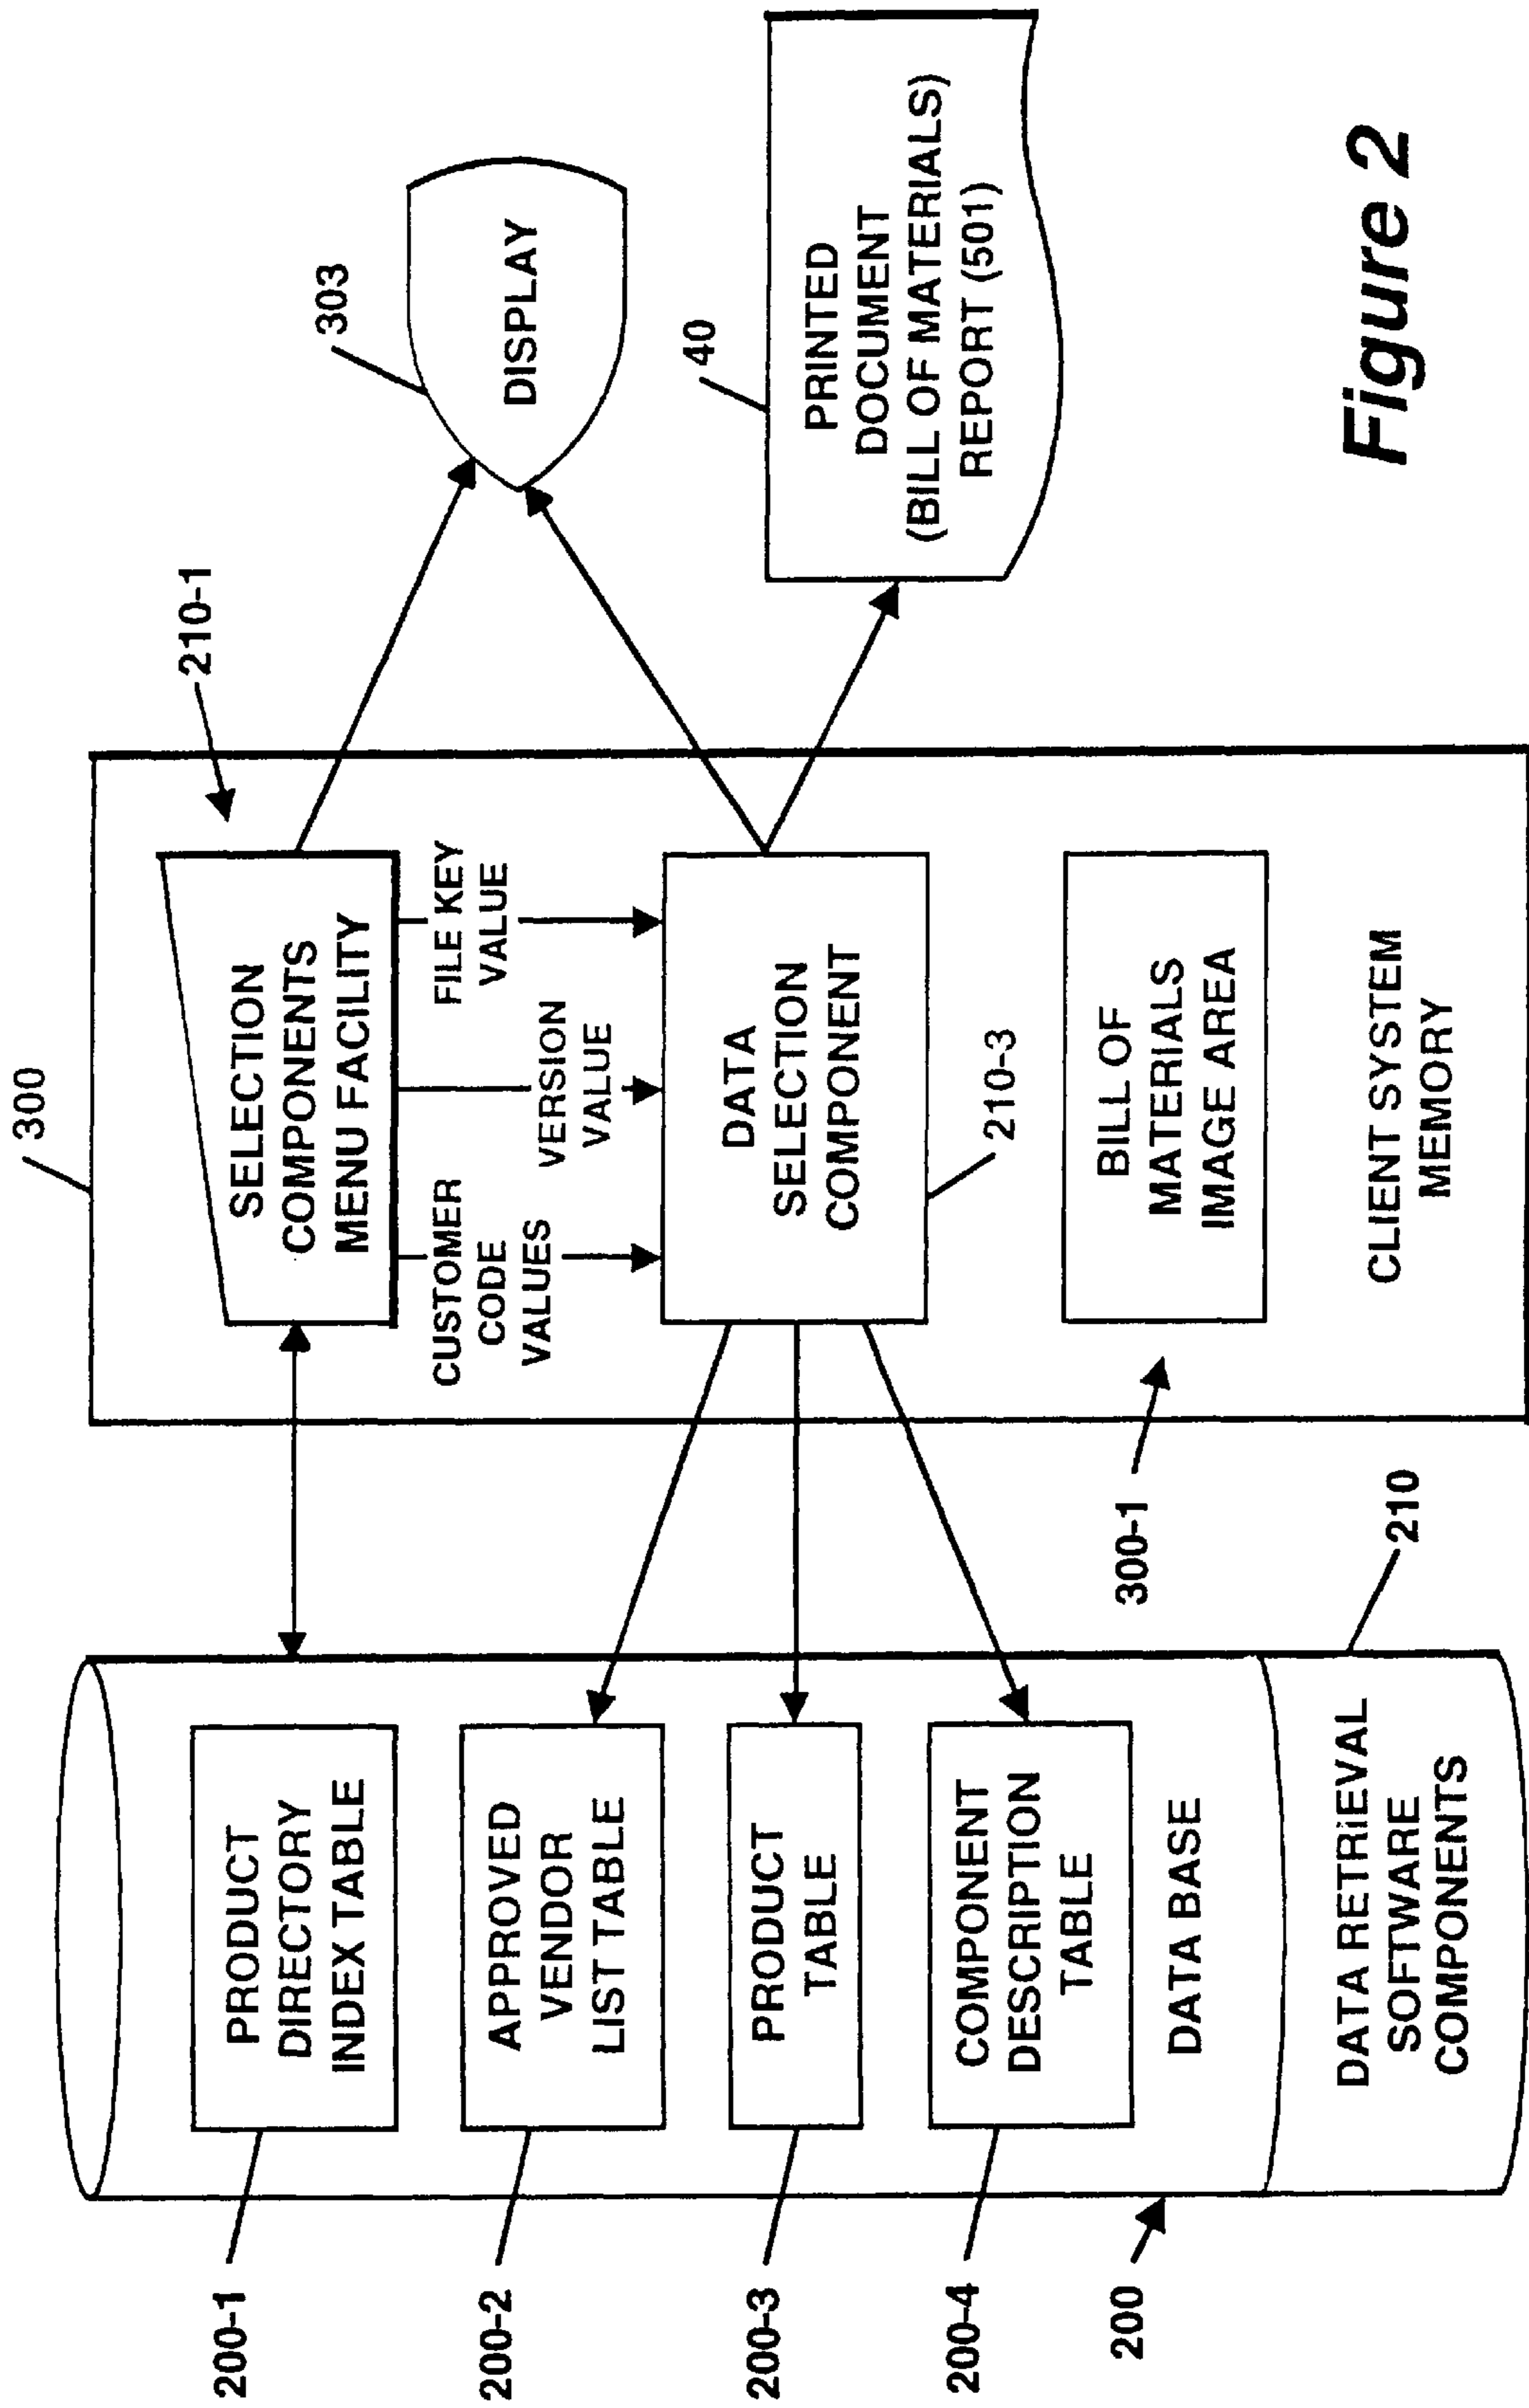 200-1
200-2
200-3
200-4
200
PRODUCT
DIRECTORY
INDEX TABLE
APPROVED
VENDOR
LIST TABLE
PRODUCT
TABLE
COMPONENT
DESCRIPTION
TABLE
DATA BASE
DATA RETRIEVAL
SOFTWARE
COMPONENTS
210
300
SELECTION
COMPONENTS
MENU FACILITY
210-1
CUSTOMER
CODE
VALUES
VERSION
VALUE
FILE KEY
VALUE
DATA
SELECTION
COMPONENT
210-3
BILL OF
MATERIALS
IMAGE AREA
300-1
CLIENT SYSTEM
MEMORY
303
DISPLAY
40
PRINTED
DOCUMENT
(BILL OF MATERIALS)
REPORT (501)
Figure 2